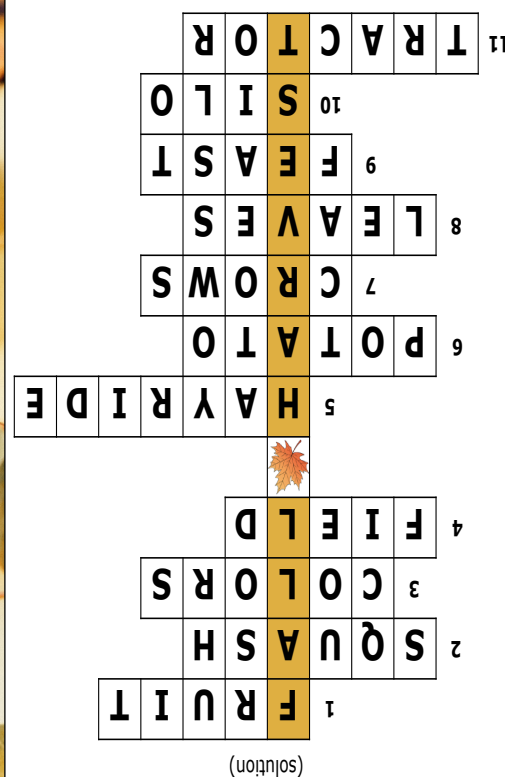 (solution)
1 FRUIT
2 SQUASH
3 COLORS
4 FIELD
5 HAYRIDE
6 POTATO
7 CROWS
8 LEAVES
9 FEAST
10 SILO
11 TRACTOR